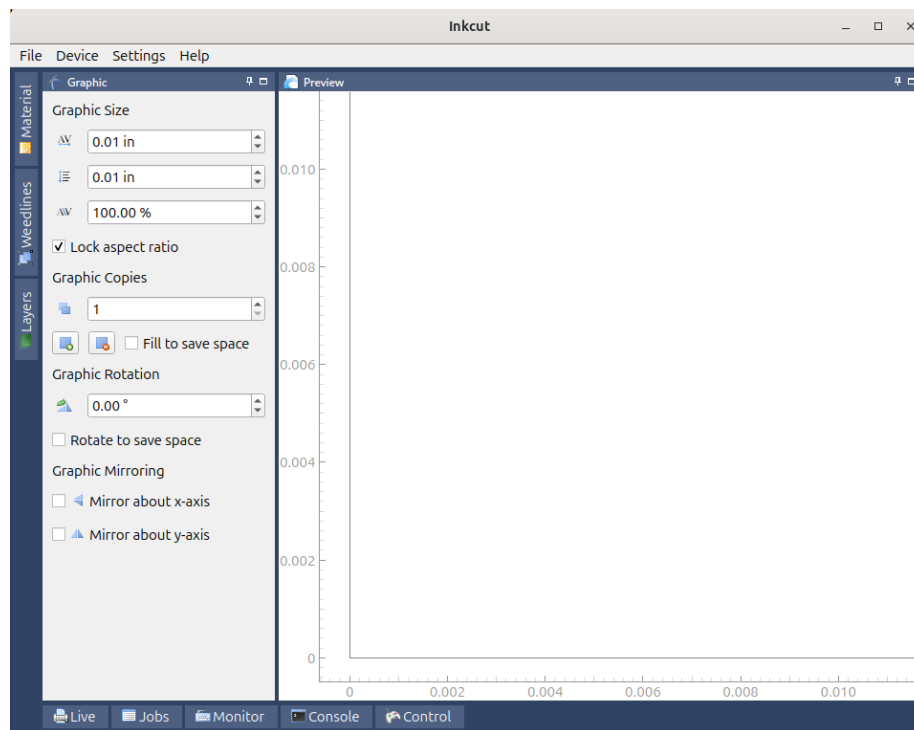 Inkcut
File Device Settings Help
Material
Weedlines
Layers
Graphic
Graphic Size
0.01 in
0.01 in
100.00 %
Lock aspect ratio
Graphic Copies
1
Fill to save space
Graphic Rotation
0.00 °
Rotate to save space
Graphic Mirroring
Mirror about x-axis
Mirror about y-axis
Preview
0.010
0.008
0.006
0.004
0.002
0
0 0.002 0.004 0.006 0.008 0.010
Live Jobs Monitor Console Control